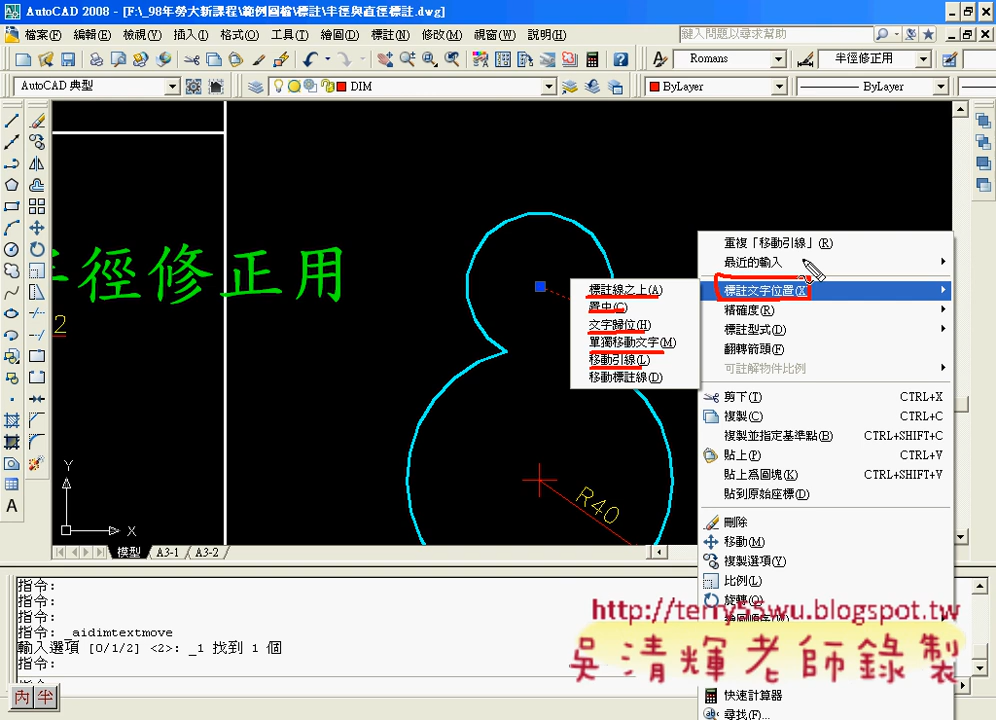 AutoCAD 2008 - [F:\_98年勞大新課程\範例圖檔\標註\半徑與直徑標註.dwg]
檔案(F) 編輯(E) 檢視(V) 插入(I) 格式(O) 工具(T) 繪圖(D) 標註(N) 修改(M) 視窗(W) 說明(H) 鍵入問題以尋求幫助
Romans 半徑修正用
AutoCAD 典型 DIM ByLayer ByLayer
徑修正用
2
重複「移動引線」(R)
最近的輸入
標註文字位置(X)
精確度(R)
標註型式(D)
翻轉箭頭(F)
可註解物件比例
標註線之上(A)
置中(C)
文字歸位(H)
單獨移動文字(M)
移動引線(L)
移動標註線(D)
剪下(T) CTRL+X
複製(C) CTRL+C
複製並指定基準點(B) CTRL+SHIFT+C
貼上(P) CTRL+V
貼上為圖塊(K) CTRL+SHIFT+V
貼到原始座標(D)
刪除
移動(M)
複製選項(Y)
比例(L)
旋轉(O)
快速計算器
尋找(F)...
R40
Y
X
模型 A3-1 A3-2
指令:
指令:
指令:
指令: _aidimtextmove
輸入選項 [0/1/2] <2>: _1 找到 1 個
指令:
http://terry55wu.blogspot.tw
吳清輝老師錄製
內半